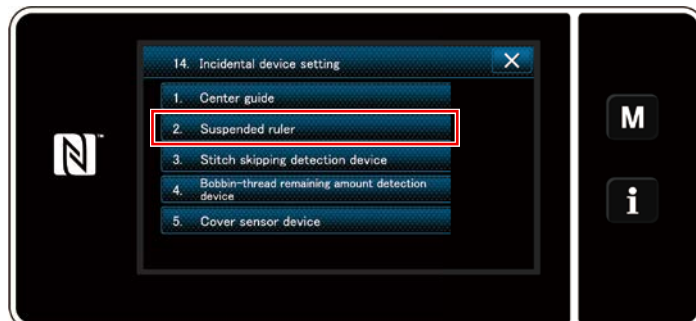 14. Incidental device setting
1. Center guide
2. Suspended ruler
3. Stitch skipping detection device
4. Bobbin-thread remaining amount detection
device
5. Cover sensor device
M
i